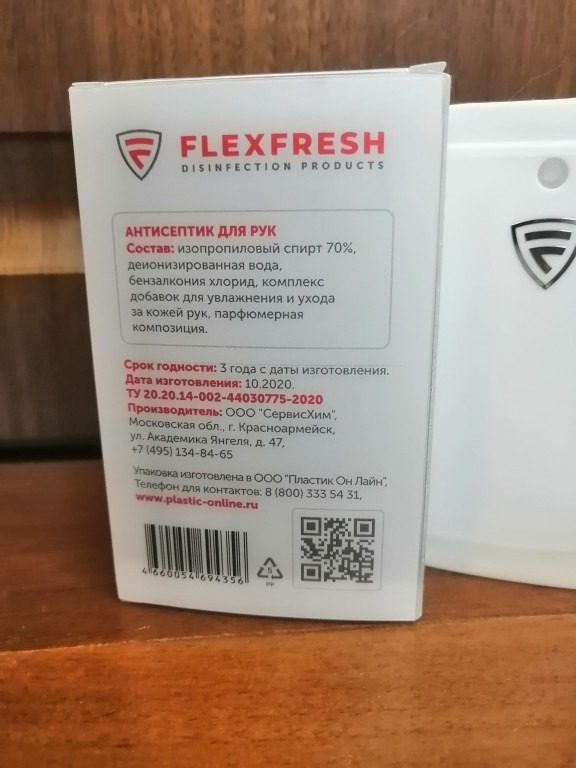 FLEXFRESH
DISINFECTION PRODUCTS
АНТИСЕПТИК ДЛЯ РУК
Состав: изопропиловый спирт 70%,
деионизированная вода,
бензалкония хлорид, комплекс
добавок для увлажнения и ухода
за кожей рук, парфюмерная
композиция.
Срок годности: 3 года с даты изготовления.
Дата изготовления: 10.2020.
ТУ 20.20.14-002-44030775-2020
Производитель: ООО "СервисХим",
Московская обл., г. Красноармейск,
ул. Академика Янгеля, д. 47,
+7 (495) 134-84-65
Упаковка изготовлена в ООО "Пластик Он Лайн",
Телефон для контактов: 8 (800) 333 54 31,
www.plastic-online.ru
4660054694356
5
PP